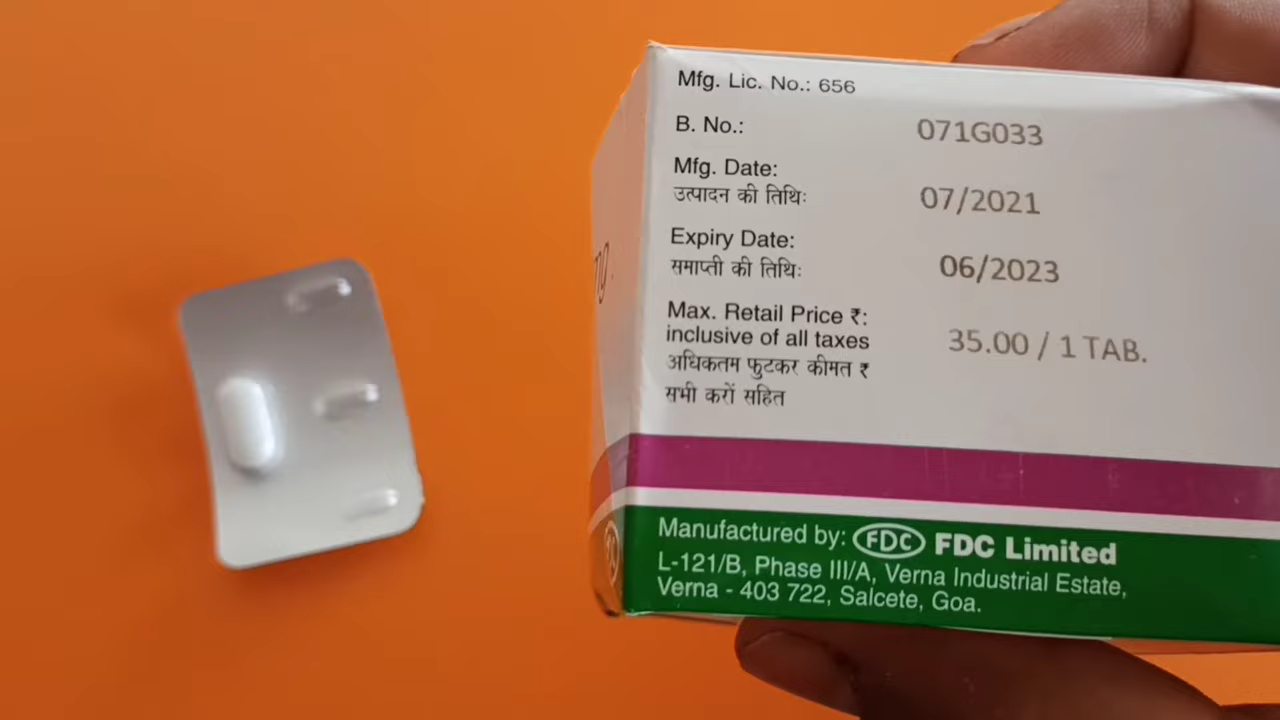 Mfg. Lic. No.: 656
B. No.: 071G033
Mfg. Date:
उत्पादन की तिथिः 07/2021
Expiry Date:
समाप्ती की तिथिः 06/2023
Max. Retail Price ₹:
inclusive of all taxes 35.00 / 1 TAB.
अधिकतम फुटकर कीमत ₹
सभी करों सहित
Manufactured by: FDC FDC Limited
L-121/B, Phase III/A, Verna Industrial Estate,
Verna - 403 722, Salcete, Goa.